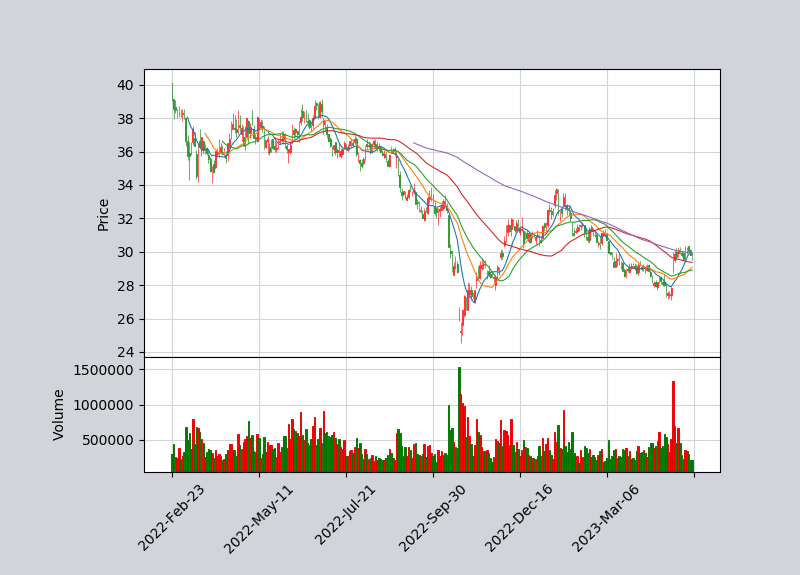 Price
40
38
36
34
32
30
28
26
24
Volume
1500000
1000000
500000
2022-Feb-23
2022-May-11
2022-Jul-21
2022-Sep-30
2022-Dec-16
2023-Mar-06